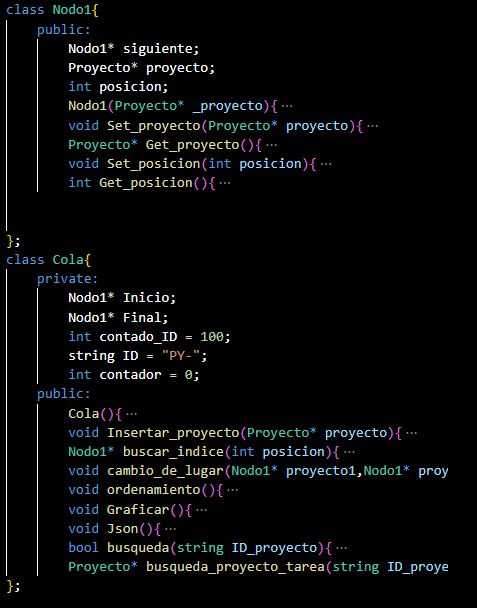 class Nodo1{
public:
Nodo1* siguiente;
Proyecto* proyecto;
int posicion;
Nodo1(Proyecto* _proyecto){ ...
void Set_proyecto(Proyecto* proyecto){ ...
Proyecto* Get_proyecto(){ ...
void Set_posicion(int posicion){ ...
int Get_posicion(){ ...
};
class Cola{
private:
Nodo1* Inicio;
Nodo1* Final;
int contado_ID = 100;
string ID = "PY-";
int contador = 0;
public:
Cola(){ ...
void Insertar_proyecto(Proyecto* proyecto){ ...
Nodo1* buscar_indice(int posicion){ ...
void cambio_de_lugar(Nodo1* proyecto1,Nodo1* proy
void ordenamiento(){ ...
void Graficar(){ ...
void Json(){ ...
bool busqueda(string ID_proyecto){ ...
Proyecto* busqueda_proyecto_tarea(string ID_proye
};